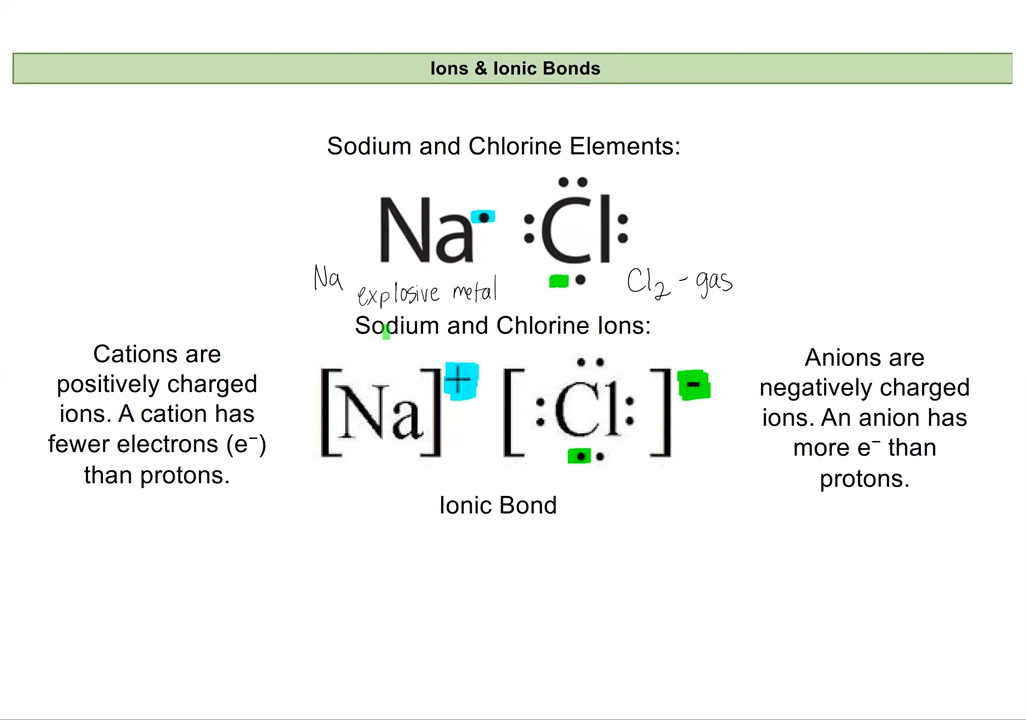 Ions & Ionic Bonds
Sodium and Chlorine Elements:
Na Cl
Na explosive metal
Cl₂ - gas
Sodium and Chlorine Ions:
Cations are
positively charged
ions. A cation has
fewer electrons (e⁻)
than protons.
[Na]⁺ [Cl]⁻
Anions are
negatively charged
ions. An anion has
more e⁻ than
protons.
Ionic Bond